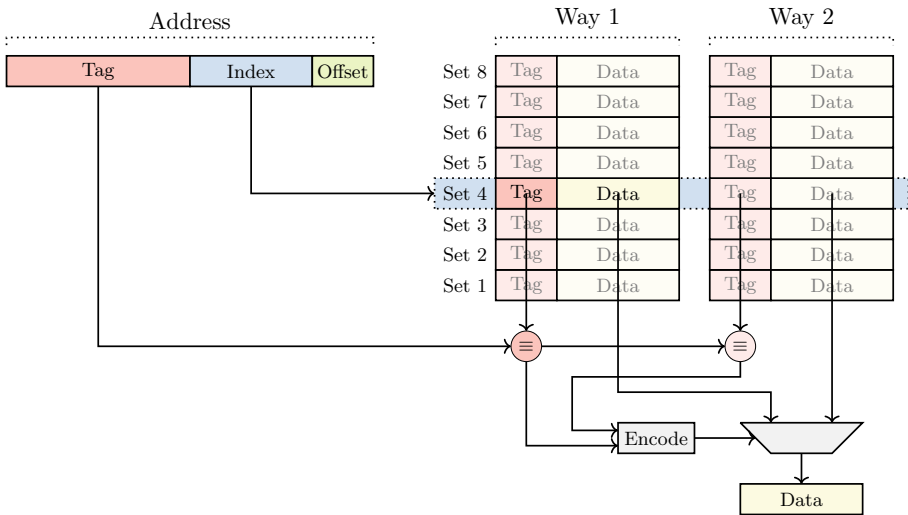 Address
Way 1
Way 2
Tag Index Offset
Set 8 Tag Data Tag Data
Set 7 Tag Data Tag Data
Set 6 Tag Data Tag Data
Set 5 Tag Data Tag Data
Set 4 Tag Data Tag Data
Set 3 Tag Data Tag Data
Set 2 Tag Data Tag Data
Set 1 Tag Data Tag Data
≡ ≡
Encode
Data